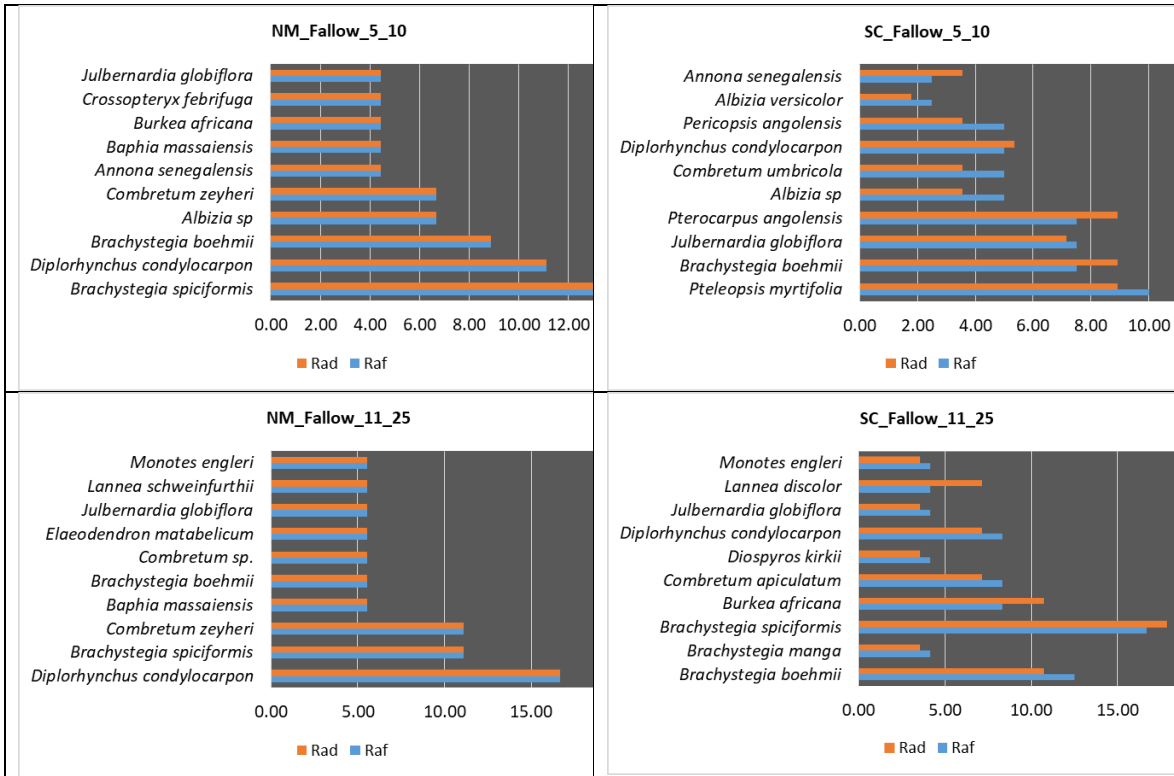 NM_Fallow_5_10
Julbernardia globiflora
Crossopteryx febrifuga
Burkea africana
Baphia massaiensis
Annona senegalensis
Combretum zeyheri
Albizia sp
Brachystegia boehmii
Diplorhynchus condylocarpon
Brachystegia spiciformis
0.00 2.00 4.00 6.00 8.00 10.00 12.00
Rad Raf
SC_Fallow_5_10
Annona senegalensis
Albizia versicolor
Pericopsis angolensis
Diplorhynchus condylocarpon
Combretum umbricola
Albizia sp
Pterocarpus angolensis
Julbernardia globiflora
Brachystegia boehmii
Pteleopsis myrtifolia
0.00 2.00 4.00 6.00 8.00 10.00
Rad Raf
NM_Fallow_11_25
Monotes engleri
Lannea schweinfurthii
Julbernardia globiflora
Elaeodendron matabelicum
Combretum sp.
Brachystegia boehmii
Baphia massaiensis
Combretum zeyheri
Brachystegia spiciformis
Diplorhynchus condylocarpon
0.00 5.00 10.00 15.00
Rad Raf
SC_Fallow_11_25
Monotes engleri
Lannea discolor
Julbernardia globiflora
Diplorhynchus condylocarpon
Diospyros kirkii
Combretum apiculatum
Burkea africana
Brachystegia spiciformis
Brachystegia manga
Brachystegia boehmii
0.00 5.00 10.00 15.00
Rad Raf